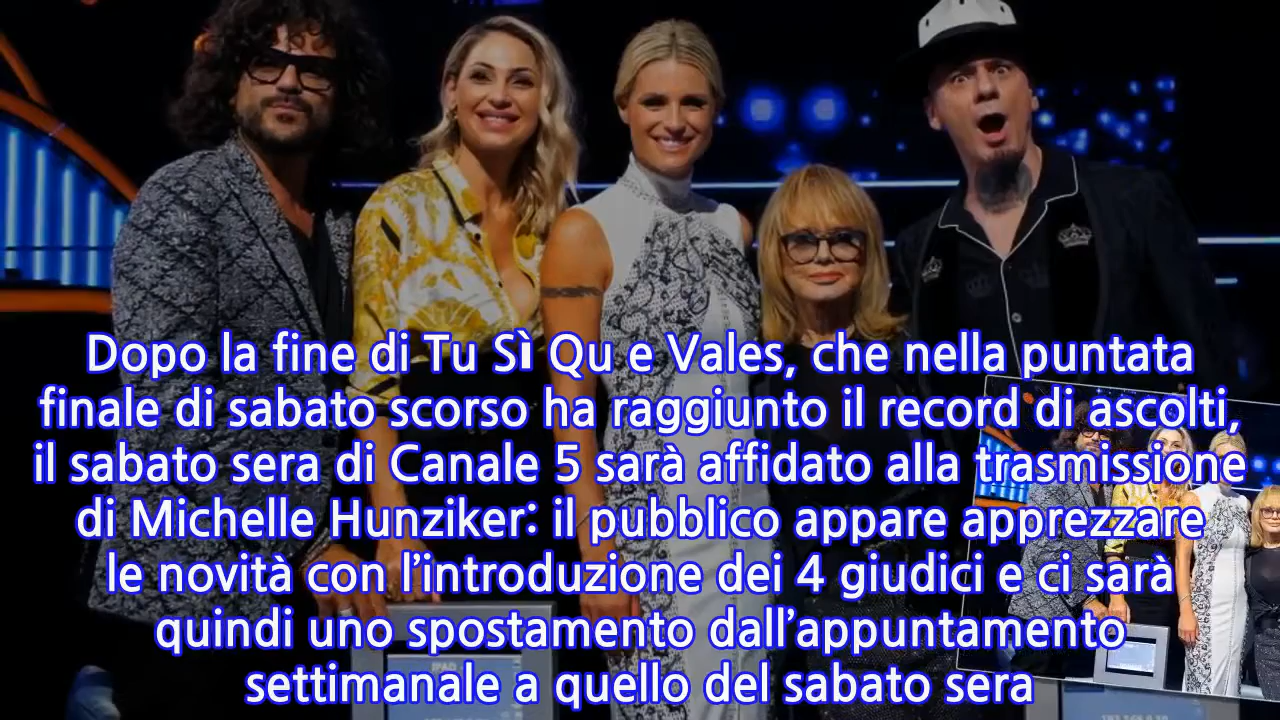 Dopo la fine di Tu Sì Qu e Vales, che nella puntata
finale di sabato scorso ha raggiunto il record di ascolti,
il sabato sera di Canale 5 sarà affidato alla trasmissione
di Michelle Hunziker: il pubblico appare apprezzare
le novità con l’introduzione dei 4 giudici e ci sarà
quindi uno spostamento dall’appuntamento
settimanale a quello del sabato sera